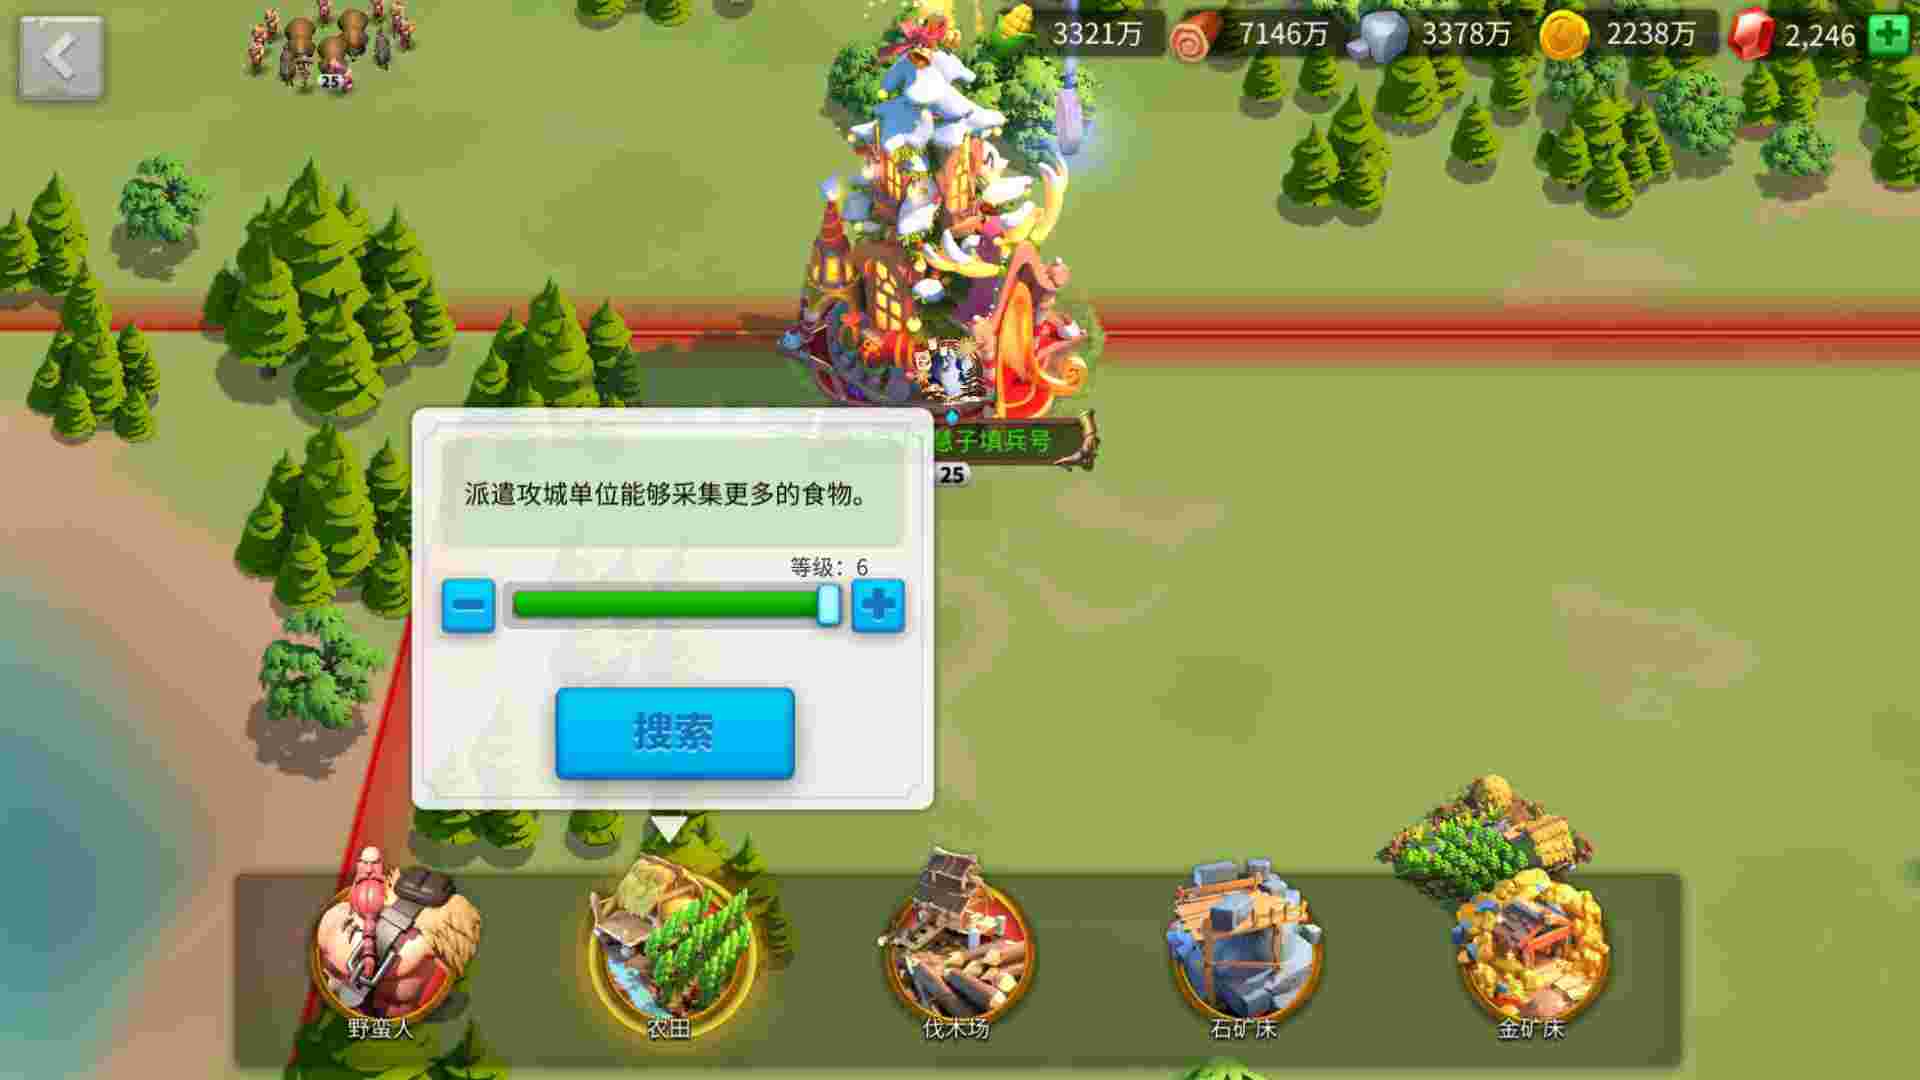 3321万
7146万
3378万
2238万
2,246
25
慧子填兵号
25
派遣攻城单位能够采集更多的食物。
等级：6
搜索
野蛮人
农田
伐木场
石矿床
金矿床